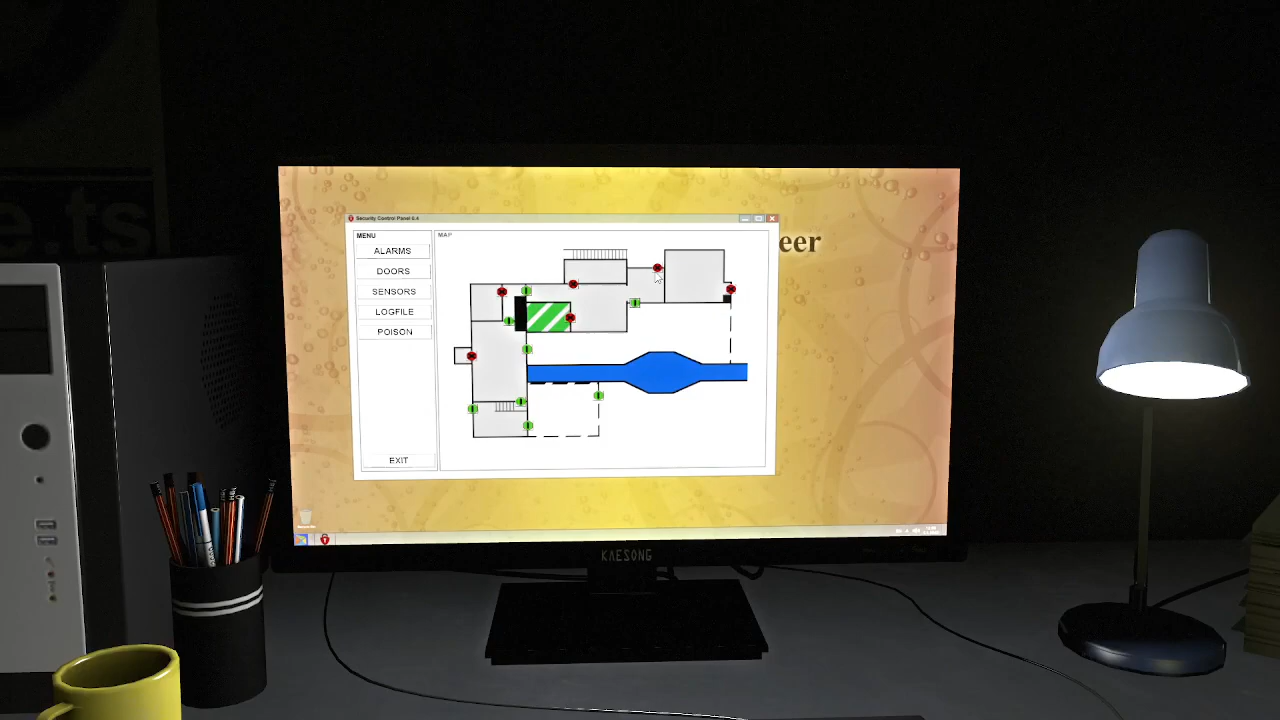 e.ts
Security Control Panel 6.4
MENU
MAP
ALARMS
DOORS
SENSORS
LOGFILE
POISON
EXIT
eer
KAESONG